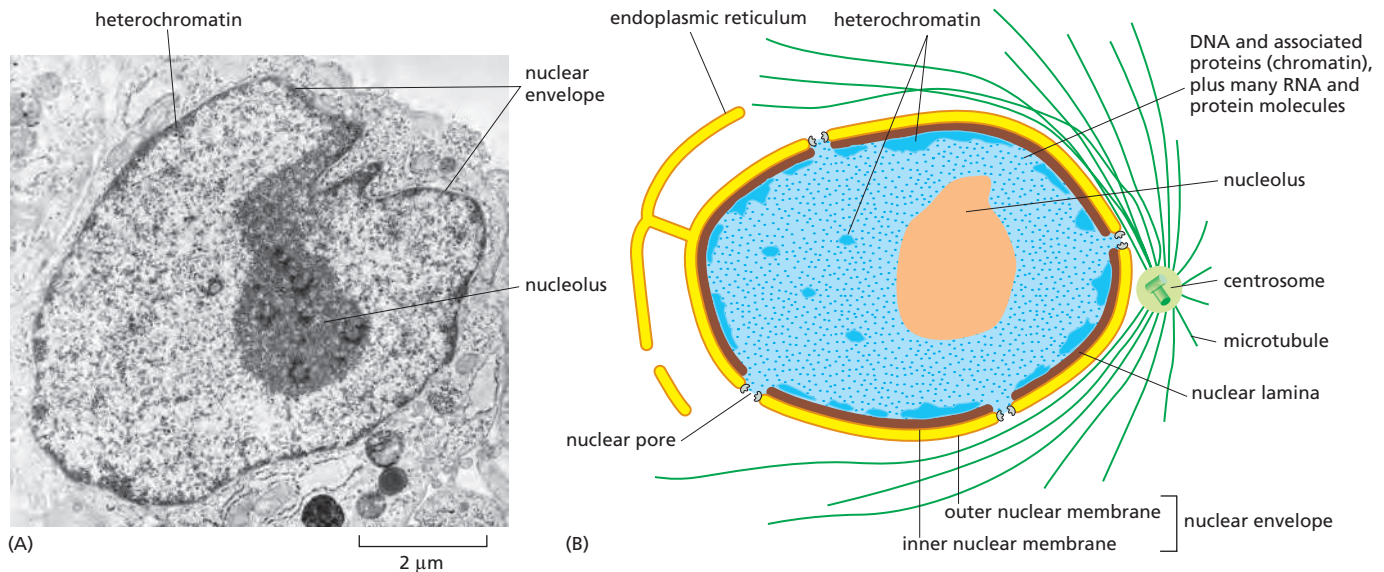 heterochromatin
nuclear
envelope
nucleolus
(A)
2 μm
endoplasmic reticulum
heterochromatin
DNA and associated
proteins (chromatin),
plus many RNA and
protein molecules
nucleolus
centrosome
microtubule
nuclear lamina
nuclear pore
outer nuclear membrane
inner nuclear membrane
nuclear envelope
(B)